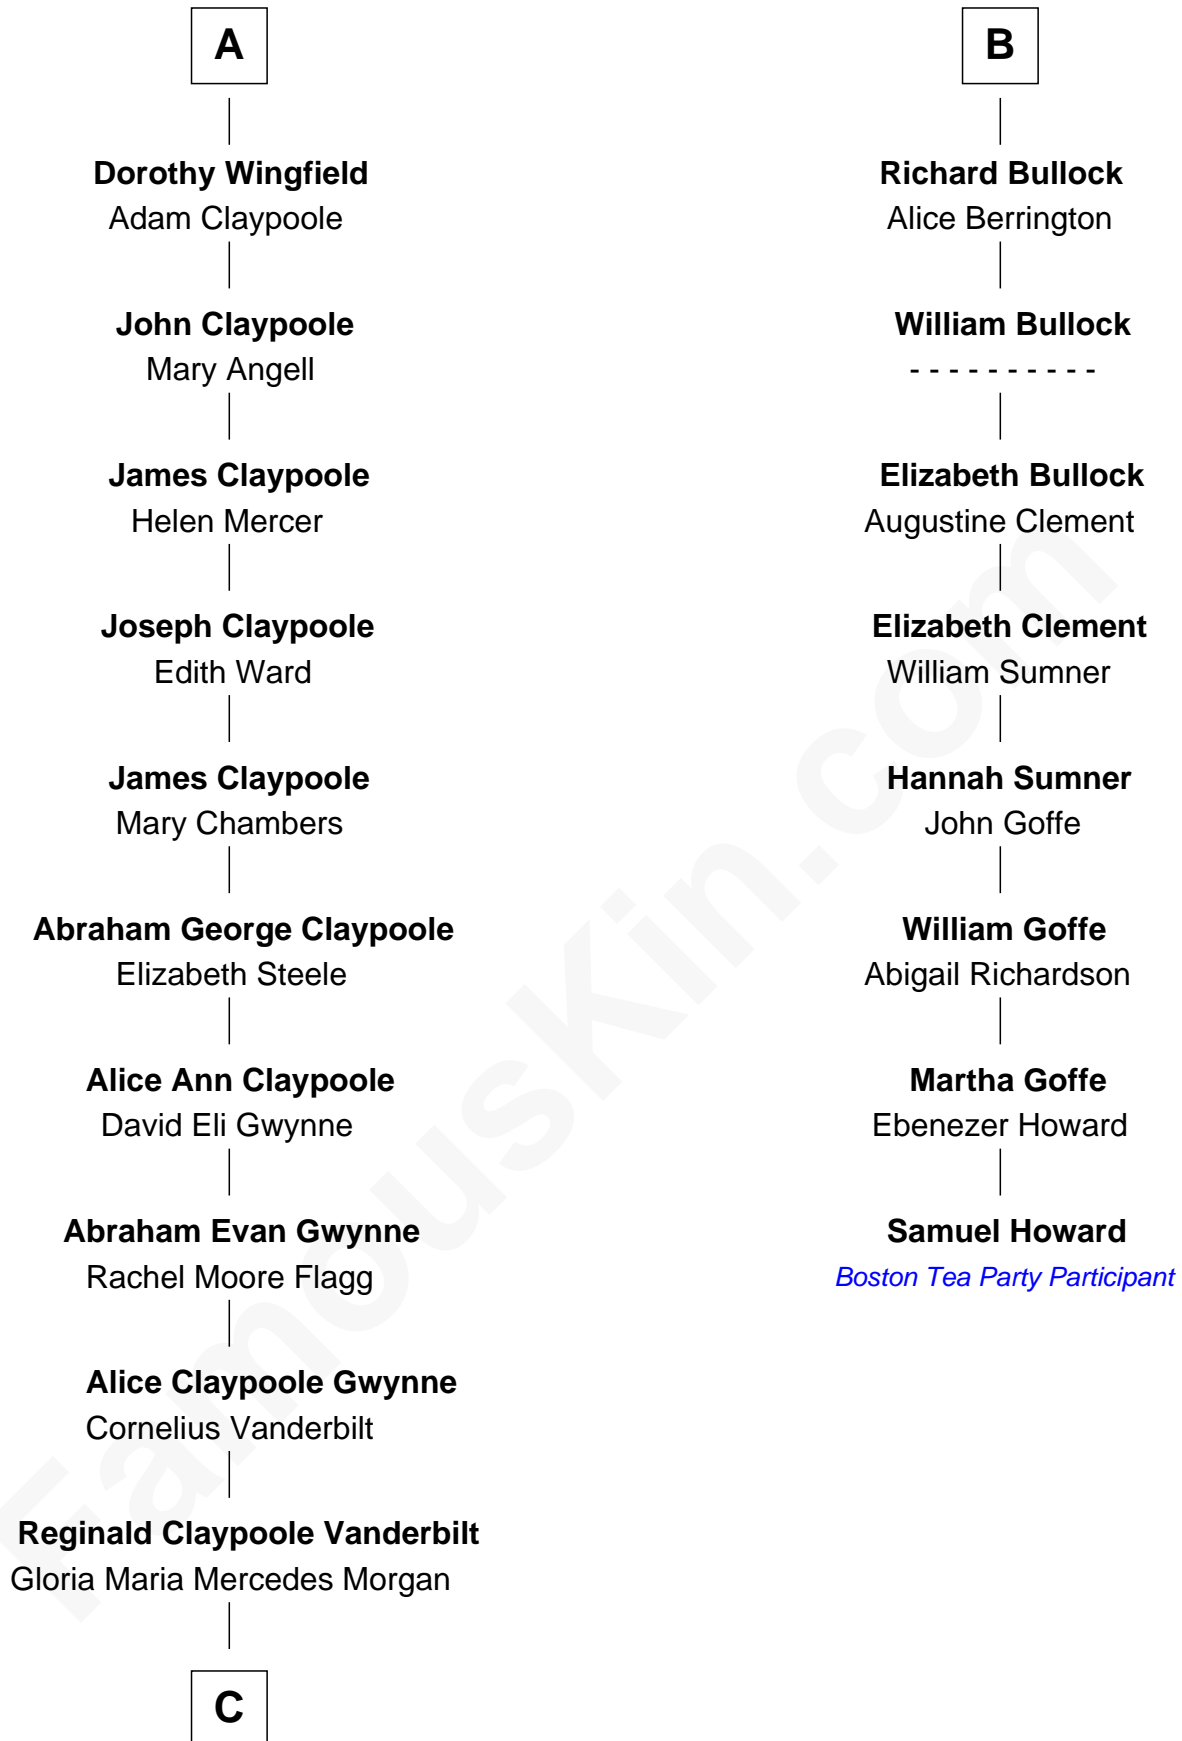 A
Dorothy Wingfield
Adam Claypoole
John Claypoole
Mary Angell
James Claypoole
Helen Mercer
Joseph Claypoole
Edith Ward
James Claypoole
Mary Chambers
Abraham George Claypoole
Elizabeth Steele
Alice Ann Claypoole
David Eli Gwynne
Abraham Evan Gwynne
Rachel Moore Flagg
Alice Claypoole Gwynne
Cornelius Vanderbilt
Reginald Claypoole Vanderbilt
Gloria Maria Mercedes Morgan
C
B
Richard Bullock
Alice Berrington
William Bullock
- - - - - - - - - -
Elizabeth Bullock
Augustine Clement
Elizabeth Clement
William Sumner
Hannah Sumner
John Goffe
William Goffe
Abigail Richardson
Martha Goffe
Ebenezer Howard
Samuel Howard
Boston Tea Party Participant
FamousKin.com